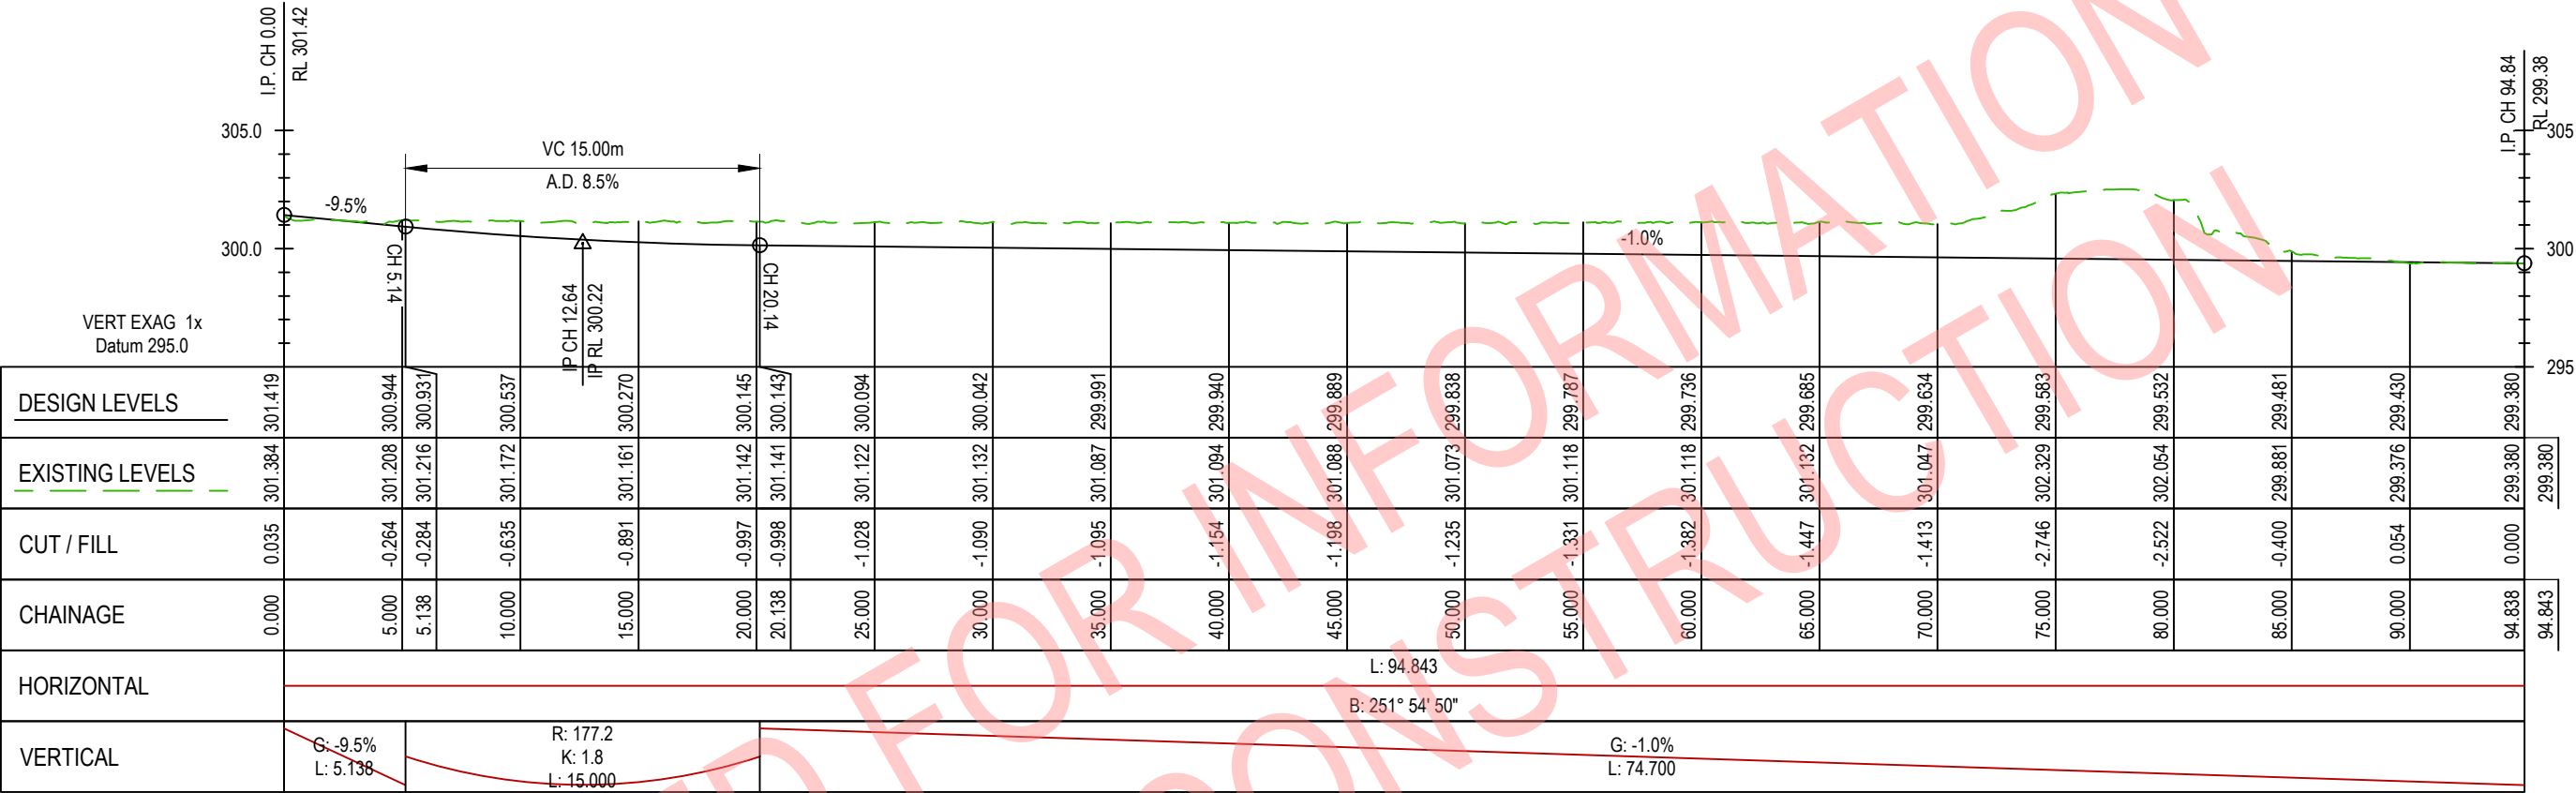 I.P. CH 0.00
RL 301.42
I.P. CH 94.84
RL 299.38
305.0
300.0
VC 15.00m
A.D. 8.5%
-9.5%
-1.0%
CH 5.14
IP CH 12.64
IP RL 300.22
CH 20.14
305
300
295
VERT EXAG 1x
Datum 295.0
DESIGN LEVELS 301.419 300.944 300.931 300.537 300.270 300.145 300.143 300.094 300.042 299.991 299.940 299.889 299.838 299.787 299.736 299.685 299.634 299.583 299.532 299.481 299.430 299.380
EXISTING LEVELS 301.384 301.208 301.216 301.172 301.161 301.142 301.141 301.122 301.132 301.087 301.094 301.088 301.073 301.118 301.118 301.132 301.047 302.329 302.054 299.881 299.376 299.380 299.380
CUT / FILL 0.035 -0.264 -0.284 -0.635 -0.891 -0.997 -0.998 -1.028 -1.090 -1.095 -1.154 -1.198 -1.235 -1.331 -1.382 -1.447 -1.413 -2.746 -2.522 -0.400 0.054 0.000
CHAINAGE 0.000 5.000 5.138 10.000 15.000 20.000 20.138 25.000 30.000 35.000 40.000 45.000 50.000 55.000 60.000 65.000 70.000 75.000 80.000 85.000 90.000 94.838 94.843
HORIZONTAL
L: 94.843
B: 251° 54' 50"
VERTICAL
G: -9.5%
L: 5.138
R: 177.2
K: 1.8
L: 15.000
G: -1.0%
L: 74.700
FOR INFORMATION
CONSTRUCTION